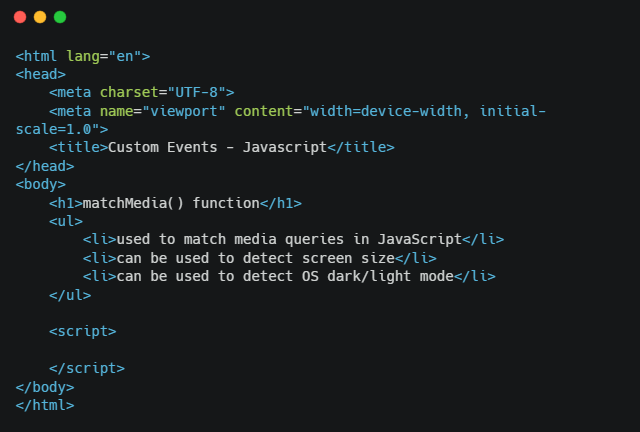 <html lang="en">
<head>
    <meta charset="UTF-8">
    <meta name="viewport" content="width=device-width, initial-
scale=1.0">
    <title>Custom Events - Javascript</title>
</head>
<body>
    <h1>matchMedia() function</h1>
    <ul>
        <li>used to match media queries in JavaScript</li>
        <li>can be used to detect screen size</li>
        <li>can be used to detect OS dark/light mode</li>
    </ul>

    <script>

    </script>
</body>
</html>